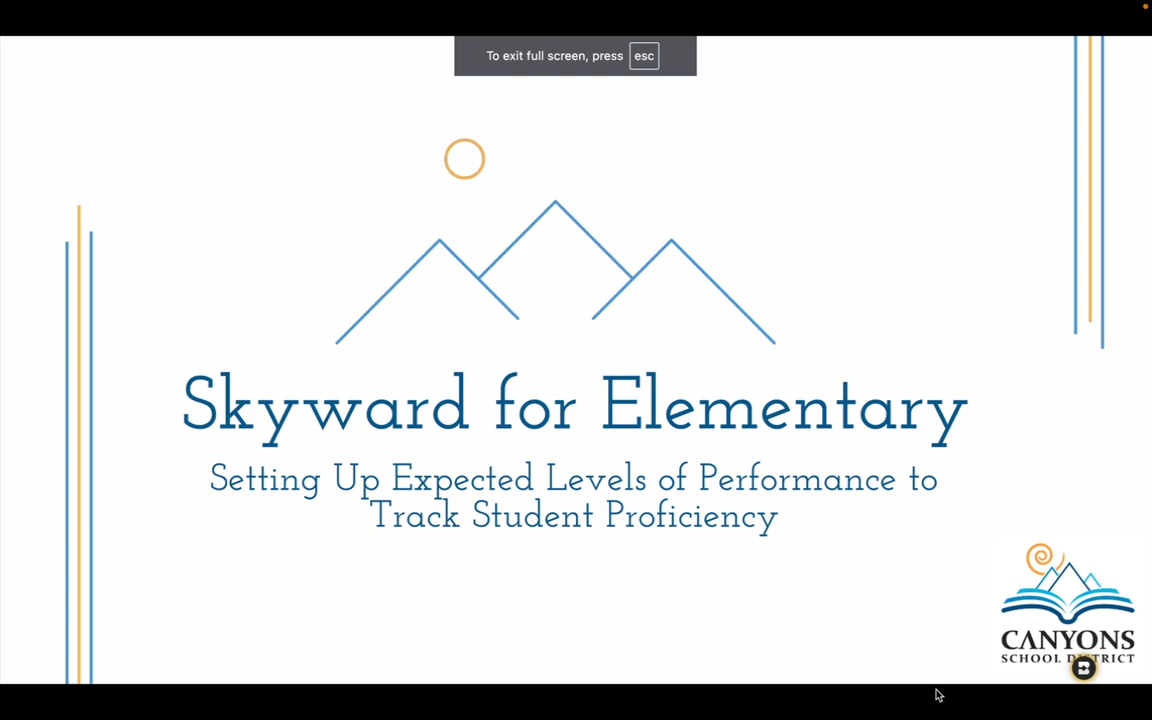 To exit full screen, press esc
Skyward for Elementary
Setting Up Expected Levels of Performance to
Track Student Proficiency
CANYONS
SCHOOL DISTRICT